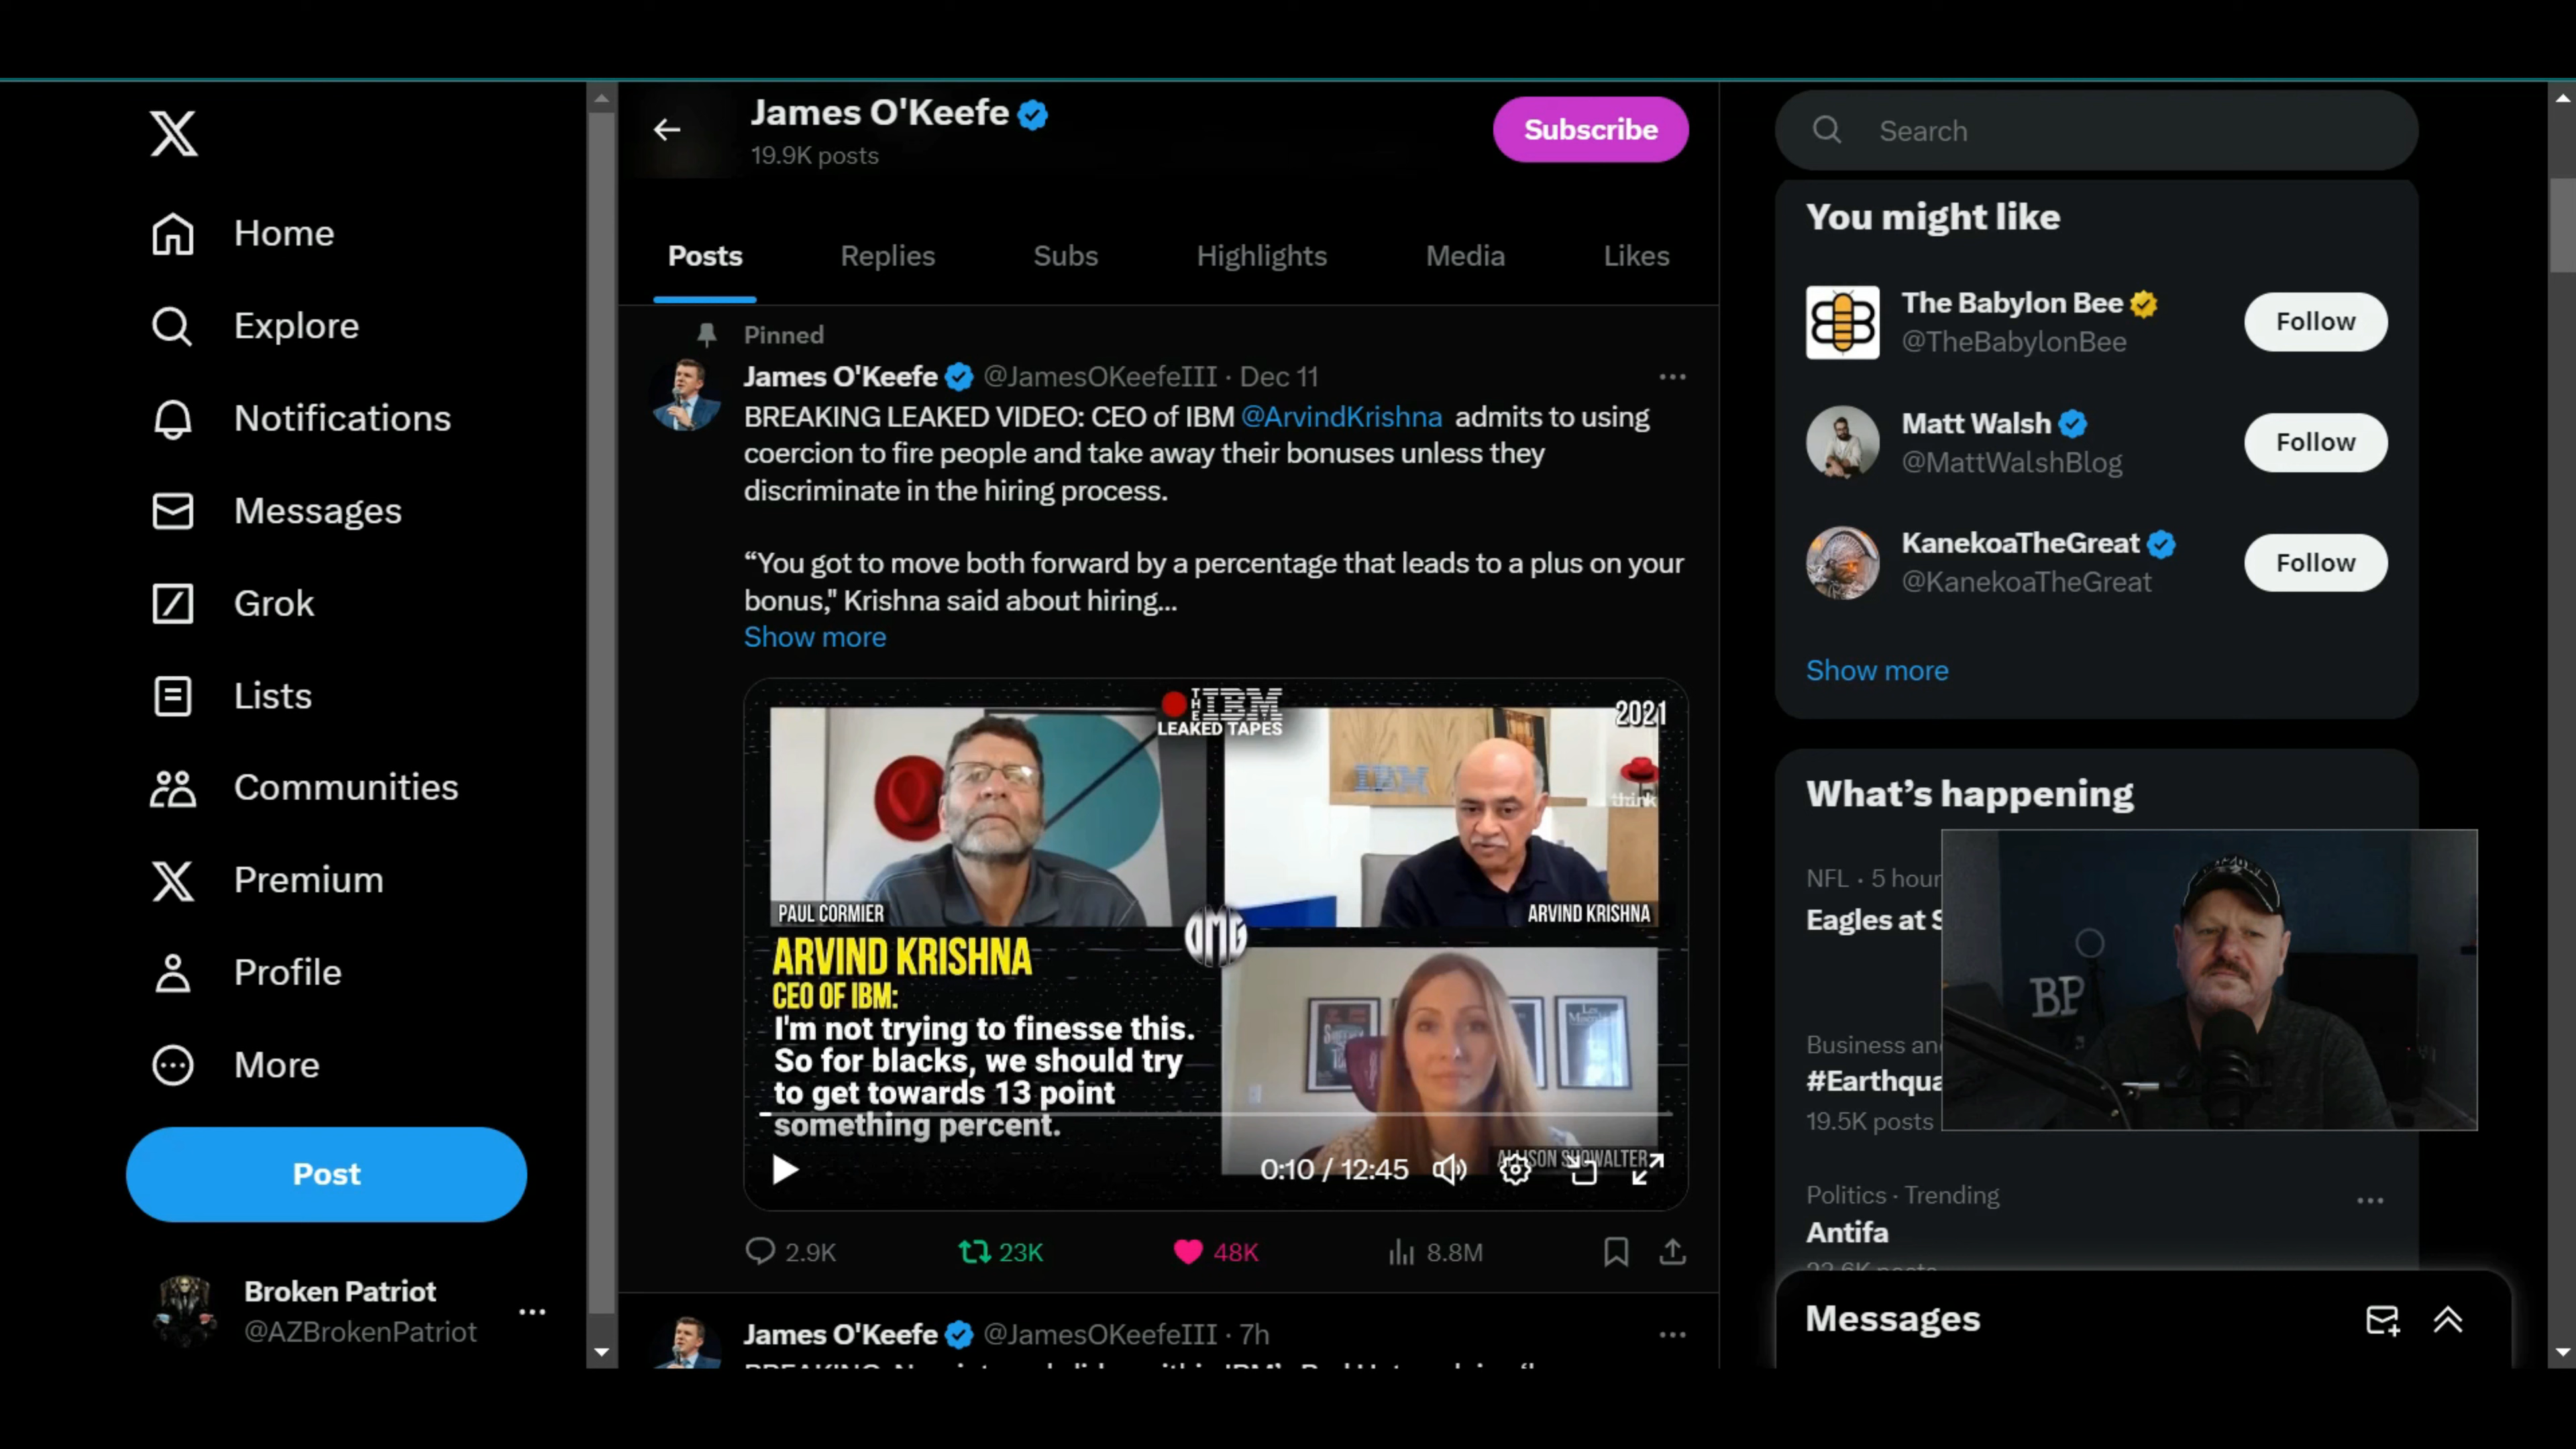 Home
Explore
Notifications
Messages
Grok
Lists
Communities
Premium
Profile
More
Post
Broken Patriot
@AZBrokenPatriot
James O'Keefe
19.9K posts
Subscribe
Posts Replies Subs Highlights Media Likes
Pinned
James O'Keefe @JamesOKeefeIII · Dec 11
BREAKING LEAKED VIDEO: CEO of IBM @ArvindKrishna admits to using
coercion to fire people and take away their bonuses unless they
discriminate in the hiring process.
“You got to move both forward by a percentage that leads to a plus on your
bonus," Krishna said about hiring...
Show more
THE IBM
LEAKED TAPES
2021
IBM
think
PAUL CORMIER
ARVIND KRISHNA
OMG
ARVIND KRISHNA
CEO OF IBM:
I'm not trying to finesse this.
So for blacks, we should try
to get towards 13 point
something percent.
ALLISON SHOWALTER
0:10 / 12:45
2.9K 23K 48K 8.8M
James O'Keefe @JamesOKeefeIII · 7h
Search
You might like
The Babylon Bee
@TheBabylonBee
Follow
Matt Walsh
@MattWalshBlog
Follow
KanekoaTheGreat
@KanekoaTheGreat
Follow
Show more
What’s happening
NFL · 5 hour
Eagles at S
Business an
#Earthqua
19.5K posts
BP
Politics · Trending
Antifa
Messages